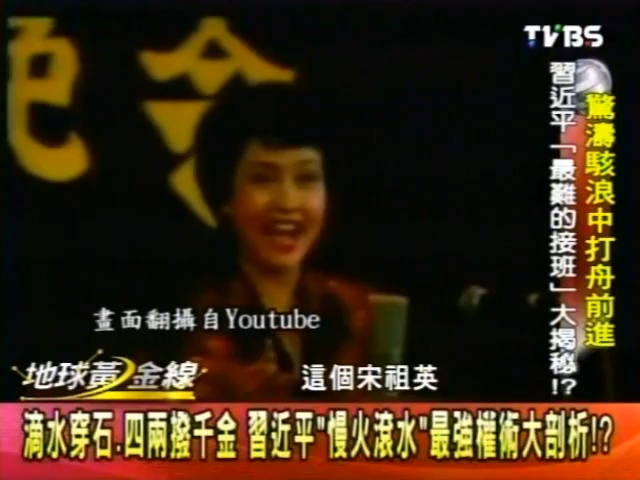 TVBS
驚濤駭浪中打舟前進
習近平「最難的接班」大揭秘!?
畫面翻攝自Youtube
地球黃金線
這個宋祖英
滴水穿石.四兩撥千金 習近平"慢火滾水"最強權術大剖析!?